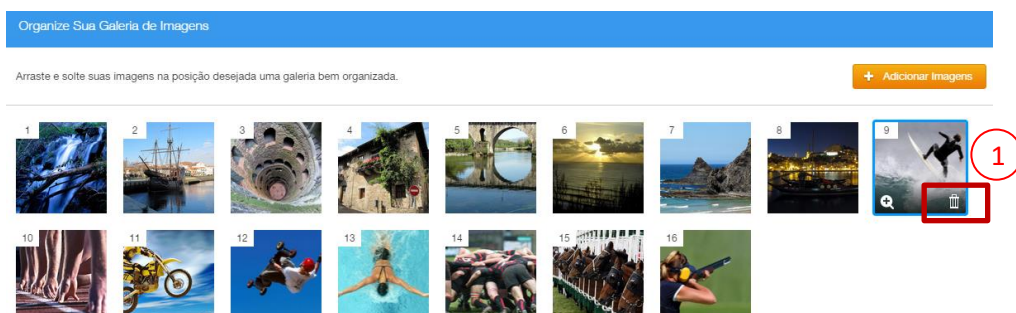 Organize Sua Galeria de Imagens
Arraste e solte suas imagens na posição desejada uma galeria bem organizada.
+ Adicionar Imagens
1 2 3 4 5 6 7 8 9
1
10 11 12 13 14 15 16